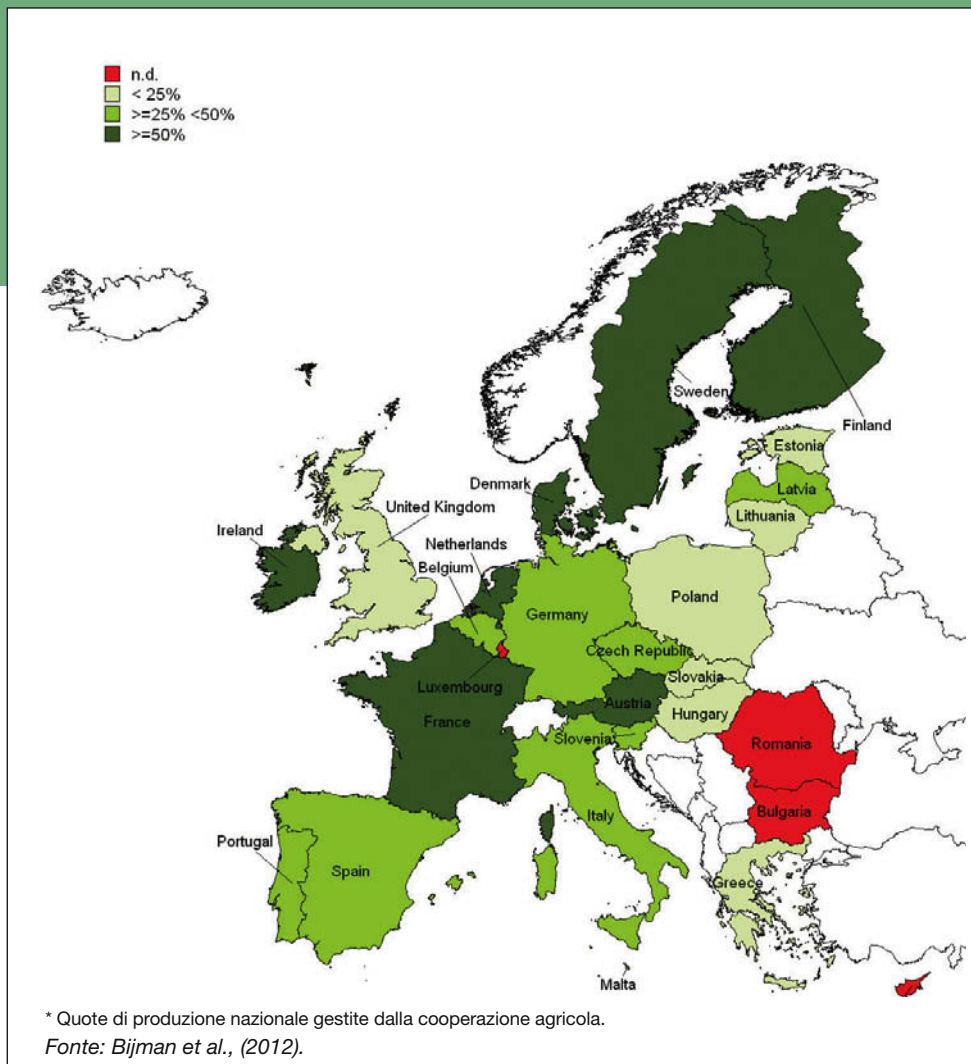 n.d.
< 25%
>=25% <50%
>=50%
Sweden
Finland
Estonia
Latvia
Lithuania
Denmark
United Kingdom
Ireland
Netherlands
Belgium
Germany
Poland
Czech Republic
Slovakia
Luxembourg
Austria
Hungary
France
Slovenia
Romania
Italy
Bulgaria
Portugal
Spain
Greece
Malta
* Quote di produzione nazionale gestite dalla cooperazione agricola.
Fonte: Bijman et al., (2012).